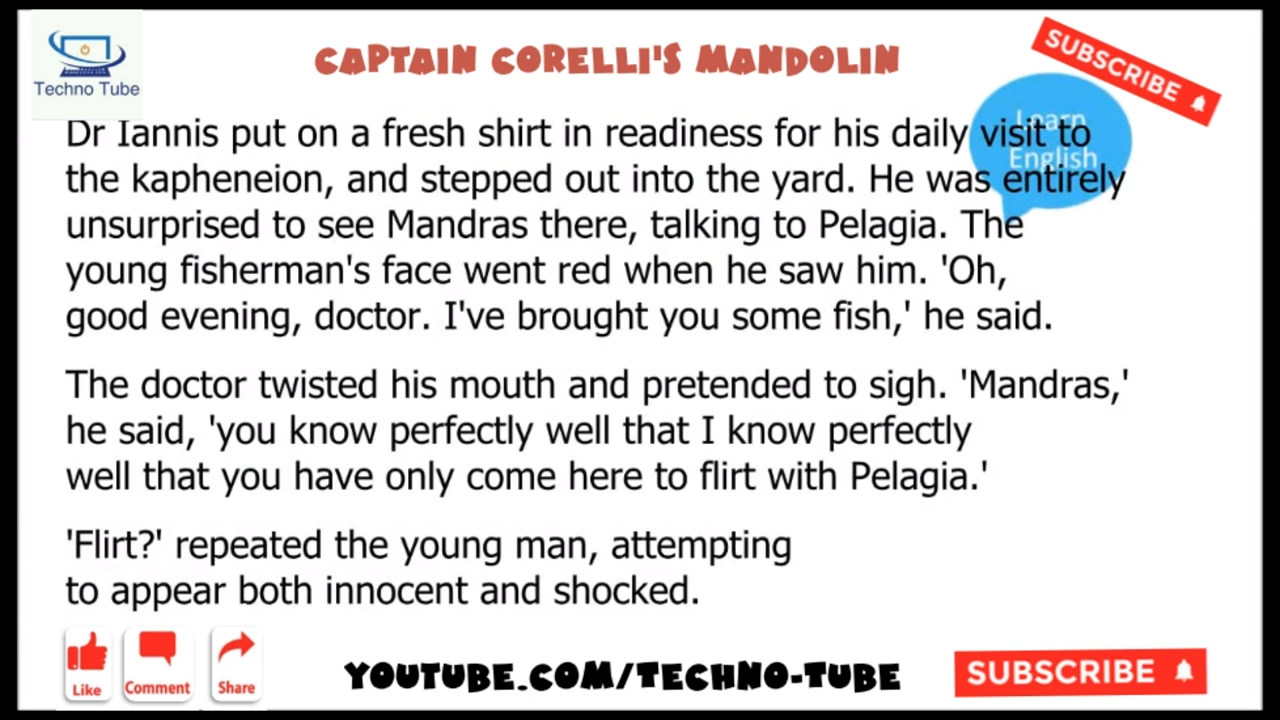 Techno Tube
CAPTAIN CORELLI'S MANDOLIN
SUBSCRIBE
Learn
English
Dr Iannis put on a fresh shirt in readiness for his daily visit to
the kapheneion, and stepped out into the yard. He was entirely
unsurprised to see Mandras there, talking to Pelagia. The
young fisherman's face went red when he saw him. 'Oh,
good evening, doctor. I've brought you some fish,' he said.
The doctor twisted his mouth and pretended to sigh. 'Mandras,'
he said, 'you know perfectly well that I know perfectly
well that you have only come here to flirt with Pelagia.'
'Flirt?' repeated the young man, attempting
to appear both innocent and shocked.
Like
Comment
Share
YOUTUBE.COM/TECHNO-TUBE
SUBSCRIBE